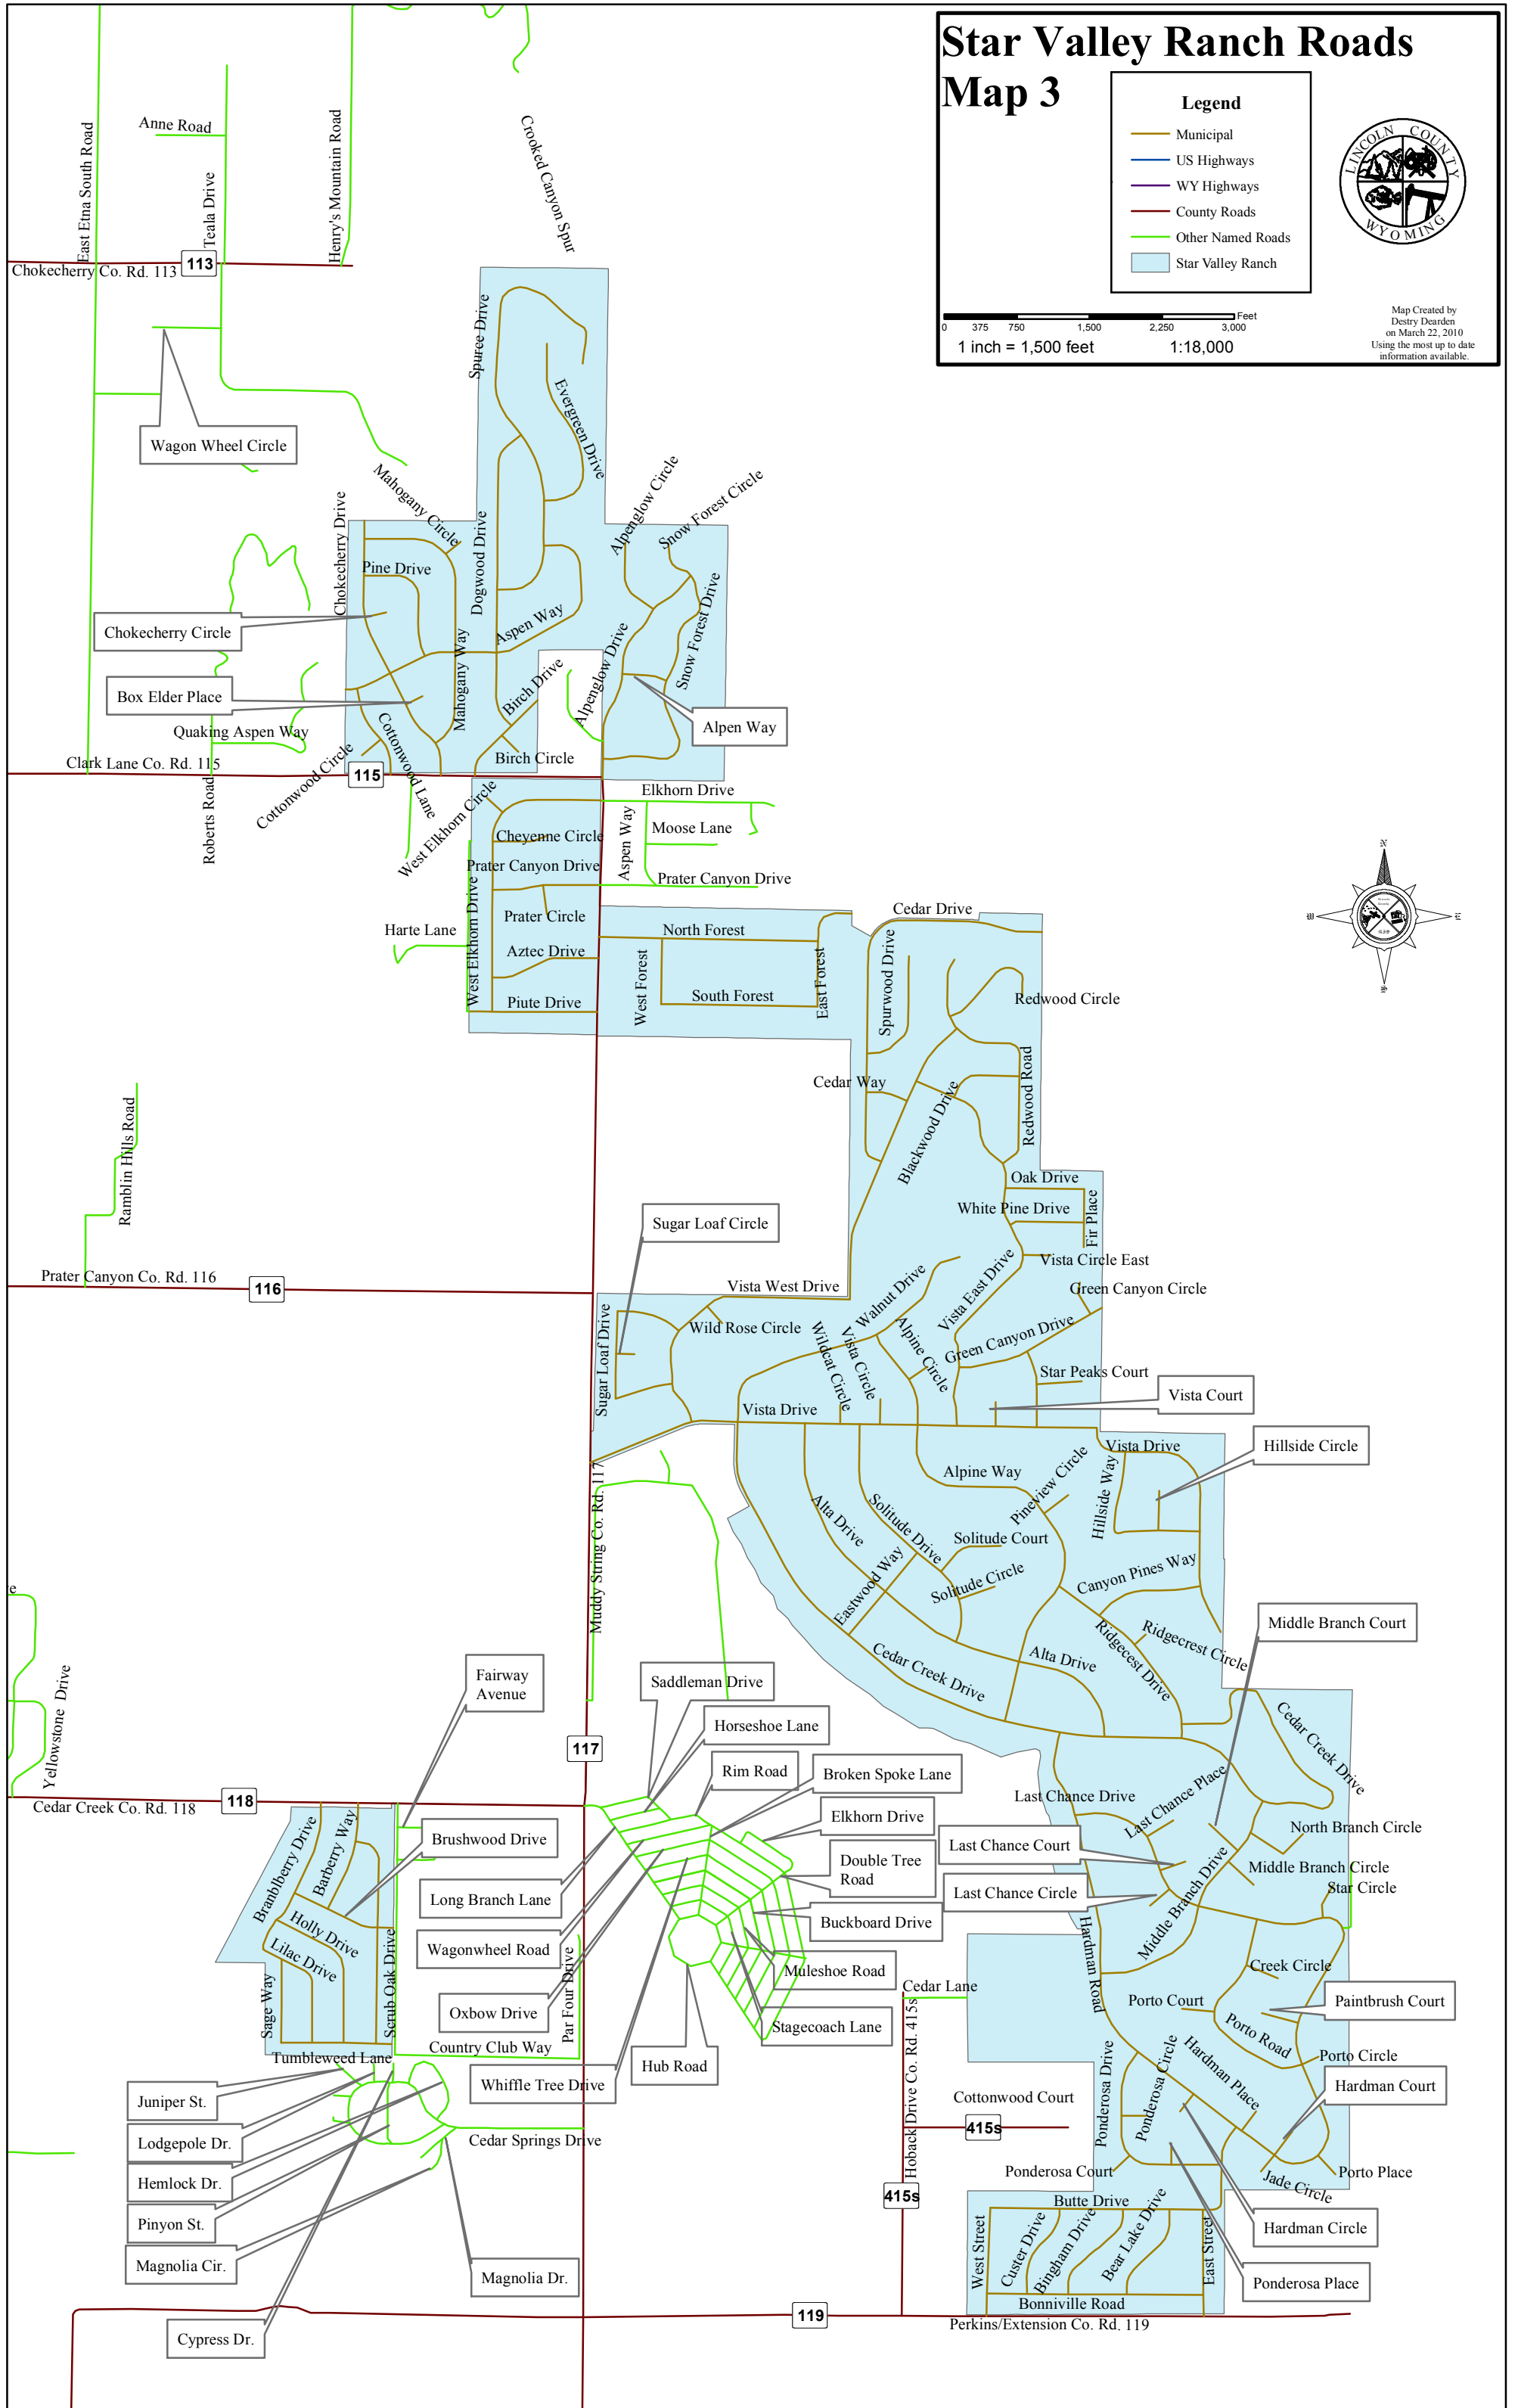 Star Valley Ranch Roads
Map 3
Legend
Municipal
US Highways
WY Highways
County Roads
Other Named Roads
Star Valley Ranch
LINCOLN COUNTY
WYOMING
Feet
0 375 750 1,500 2,250 3,000
1 inch = 1,500 feet 1:18,000
Map Created by
Destry Dearden
on March 22, 2010
Using the most up to date
information available.
East Etna South Road
Anne Road
Teala Drive
Henry's Mountain Road
Crooked Canyon Spur
Chokecherry Co. Rd. 113
113
Wagon Wheel Circle
Spuree Drive
Evergreen Drive
Mahogany Circle
Chokecherry Drive
Pine Drive
Dogwood Drive
Alpenglow Circle
Snow Forest Circle
Chokecherry Circle
Aspen Way
Mahogany Way
Alpenglow Drive
Snow Forest Drive
Box Elder Place
Birch Drive
Alpen Way
Quaking Aspen Way
Cottonwood Circle
Cottonwood Lane
Birch Circle
Clark Lane Co. Rd. 115
115
Roberts Road
West Elkhorn Circle
Elkhorn Drive
Cheyenne Circle
Aspen Way
Moose Lane
Prater Canyon Drive
Prater Canyon Drive
West Elkhorn Drive
Prater Circle
Harte Lane
Aztec Drive
Piute Drive
North Forest
West Forest
South Forest
East Forest
Cedar Drive
Spurwood Drive
Redwood Circle
Cedar Way
Blackwood Drive
Redwood Road
Ramblin Hills Road
Oak Drive
White Pine Drive
Fir Place
Sugar Loaf Circle
Vista Circle East
Prater Canyon Co. Rd. 116
116
Vista West Drive
Walnut Drive
Vista East Drive
Green Canyon Circle
Sugar Loaf Drive
Wild Rose Circle
Wildcat Circle
Vista Circle
Alpine Circle
Green Canyon Drive
Star Peaks Court
Vista Court
Vista Drive
Vista Drive
Hillside Circle
Muddy String Co. Rd. 117
Alpine Way
Pineview Circle
Hillside Way
Alta Drive
Solitude Drive
Solitude Court
Eastwood Way
Solitude Circle
Canyon Pines Way
Middle Branch Court
Ridgecrest Circle
Ridgecest Drive
Alta Drive
Cedar Creek Drive
Cedar Creek Drive
e
Yellowstone Drive
Fairway
Avenue
Saddleman Drive
Horseshoe Lane
117
Rim Road
Broken Spoke Lane
Cedar Creek Co. Rd. 118
118
Last Chance Drive
Last Chance Place
Elkhorn Drive
Branblberry Drive
Barberry Way
Brushwood Drive
Last Chance Court
North Branch Circle
Double Tree
Road
Long Branch Lane
Last Chance Circle
Middle Branch Circle
Star Circle
Middle Branch Drive
Holly Drive
Buckboard Drive
Wagonwheel Road
Lilac Drive
Muleshoe Road
Hardman Road
Creek Circle
Sage Way
Scrub Oak Drive
Par Four Drive
Oxbow Drive
Cedar Lane
Porto Court
Paintbrush Court
Stagecoach Lane
Country Club Way
Porto Road
Tumbleweed Lane
Hub Road
Porto Circle
Whiffle Tree Drive
Hardman Place
Hardman Court
Juniper St.
Cottonwood Court
Ponderosa Drive
Ponderosa Circle
Hoback Drive Co. Rd. 415s
415s
Lodgepole Dr.
Cedar Springs Drive
Ponderosa Court
Porto Place
Jade Circle
Hemlock Dr.
415s
Butte Drive
Pinyon St.
Hardman Circle
West Street
Custer Drive
Bingham Drive
Bear Lake Drive
East Street
Magnolia Cir.
Magnolia Dr.
Ponderosa Place
Bonniville Road
119
Perkins/Extension Co. Rd. 119
Cypress Dr.